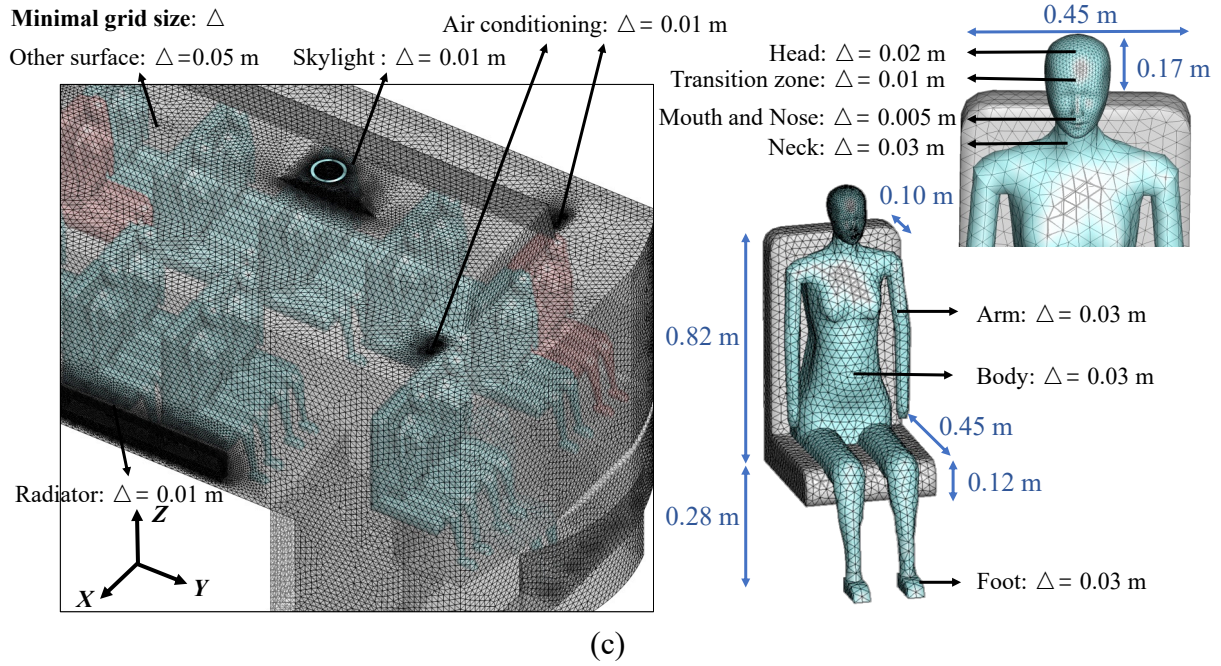 Minimal grid size: △
Other surface: △=0.05 m
Skylight : △= 0.01 m
Air conditioning: △= 0.01 m
Radiator: △= 0.01 m
Z
X
Y
0.45 m
Head: △= 0.02 m
Transition zone: △= 0.01 m
Mouth and Nose: △= 0.005 m
Neck: △= 0.03 m
0.17 m
0.10 m
0.82 m
Arm: △= 0.03 m
Body: △= 0.03 m
0.45 m
0.12 m
0.28 m
Foot: △= 0.03 m
(c)